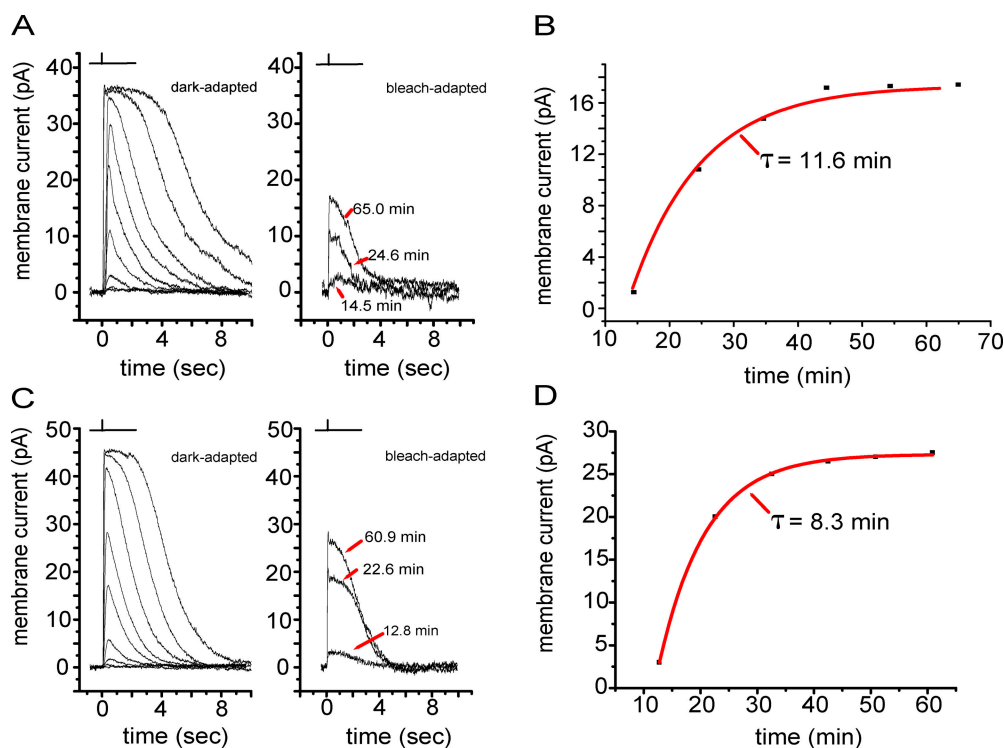 A
40
30
20
10
0
0
4
8
membrane current (pA)
time (sec)
dark-adapted
40
30
20
10
0
0
4
8
time (sec)
bleach-adapted
65.0 min
24.6 min
14.5 min
B
16
12
8
4
0
10
20
30
40
50
60
70
membrane current (pA)
time (min)
τ = 11.6 min
C
50
40
30
20
10
0
0
4
8
membrane current (pA)
time (sec)
dark-adapted
50
40
30
20
10
0
0
4
8
time (sec)
bleach-adapted
60.9 min
22.6 min
12.8 min
D
30
25
20
15
10
5
0
10
20
30
40
50
60
membrane current (pA)
time (min)
τ = 8.3 min